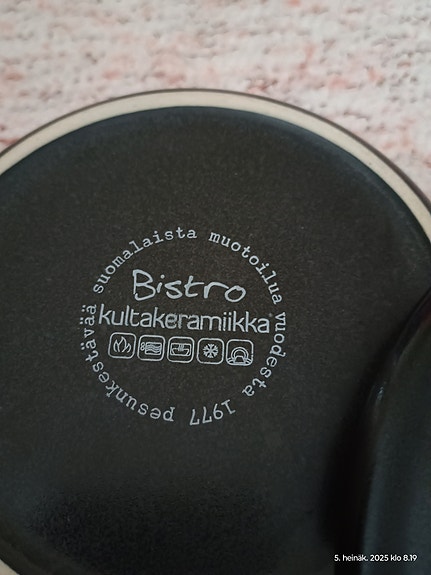 pesunkestävää suomalaista muotoilua vuodesta 1977
Bistro
kultakeramiikka®
5. heinäk. 2025 klo 8.19